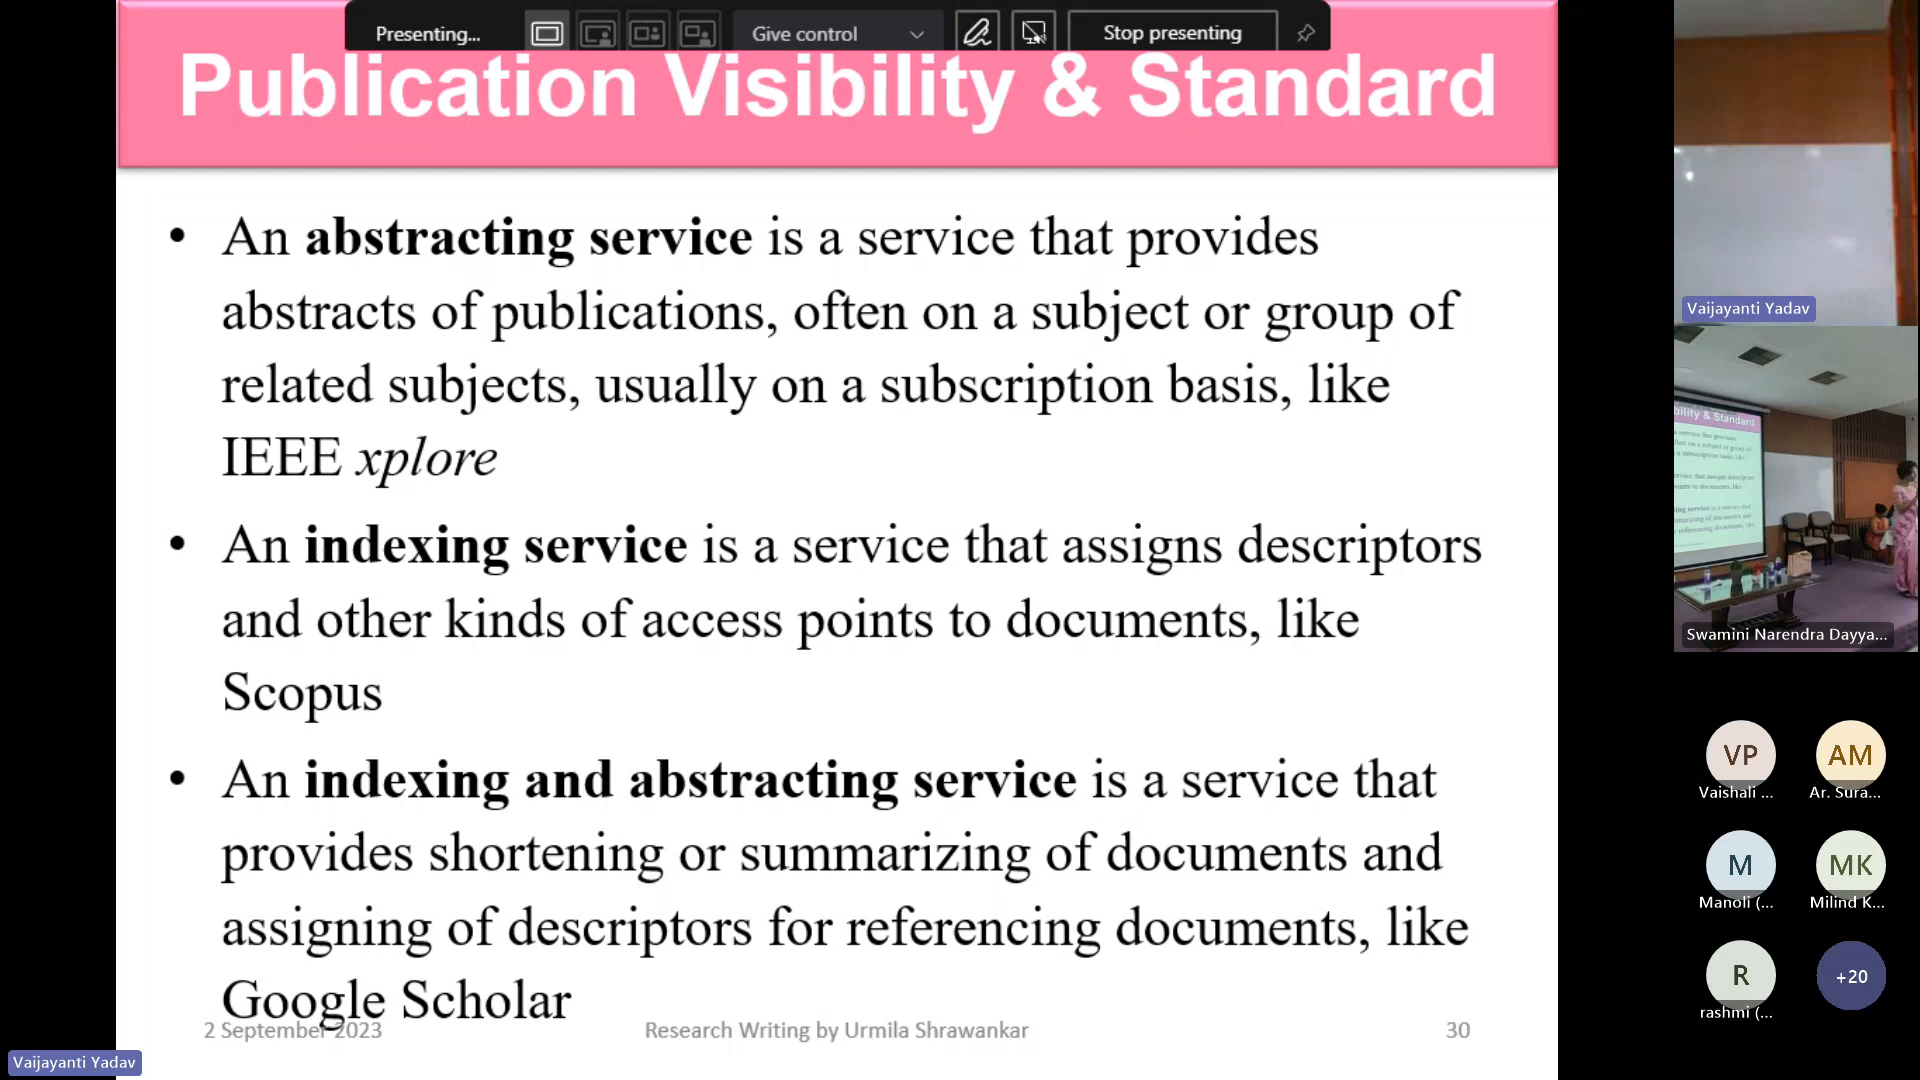 Presenting...
Give control
Stop presenting
Publication Visibility & Standard
• An abstracting service is a service that provides
abstracts of publications, often on a subject or group of
related subjects, usually on a subscription basis, like
IEEE xplore
• An indexing service is a service that assigns descriptors
and other kinds of access points to documents, like
Scopus
• An indexing and abstracting service is a service that
provides shortening or summarizing of documents and
assigning of descriptors for referencing documents, like
Google Scholar
2 September 2023
Research Writing by Urmila Shrawankar
30
Vaijayanti Yadav
Vaijayanti Yadav
bility & Standard
Swamini Narendra Dayya...
VP
Vaishali ...
AM
Ar. Sura...
M
Manoli (...
MK
Milind K...
R
rashmi (...
+20